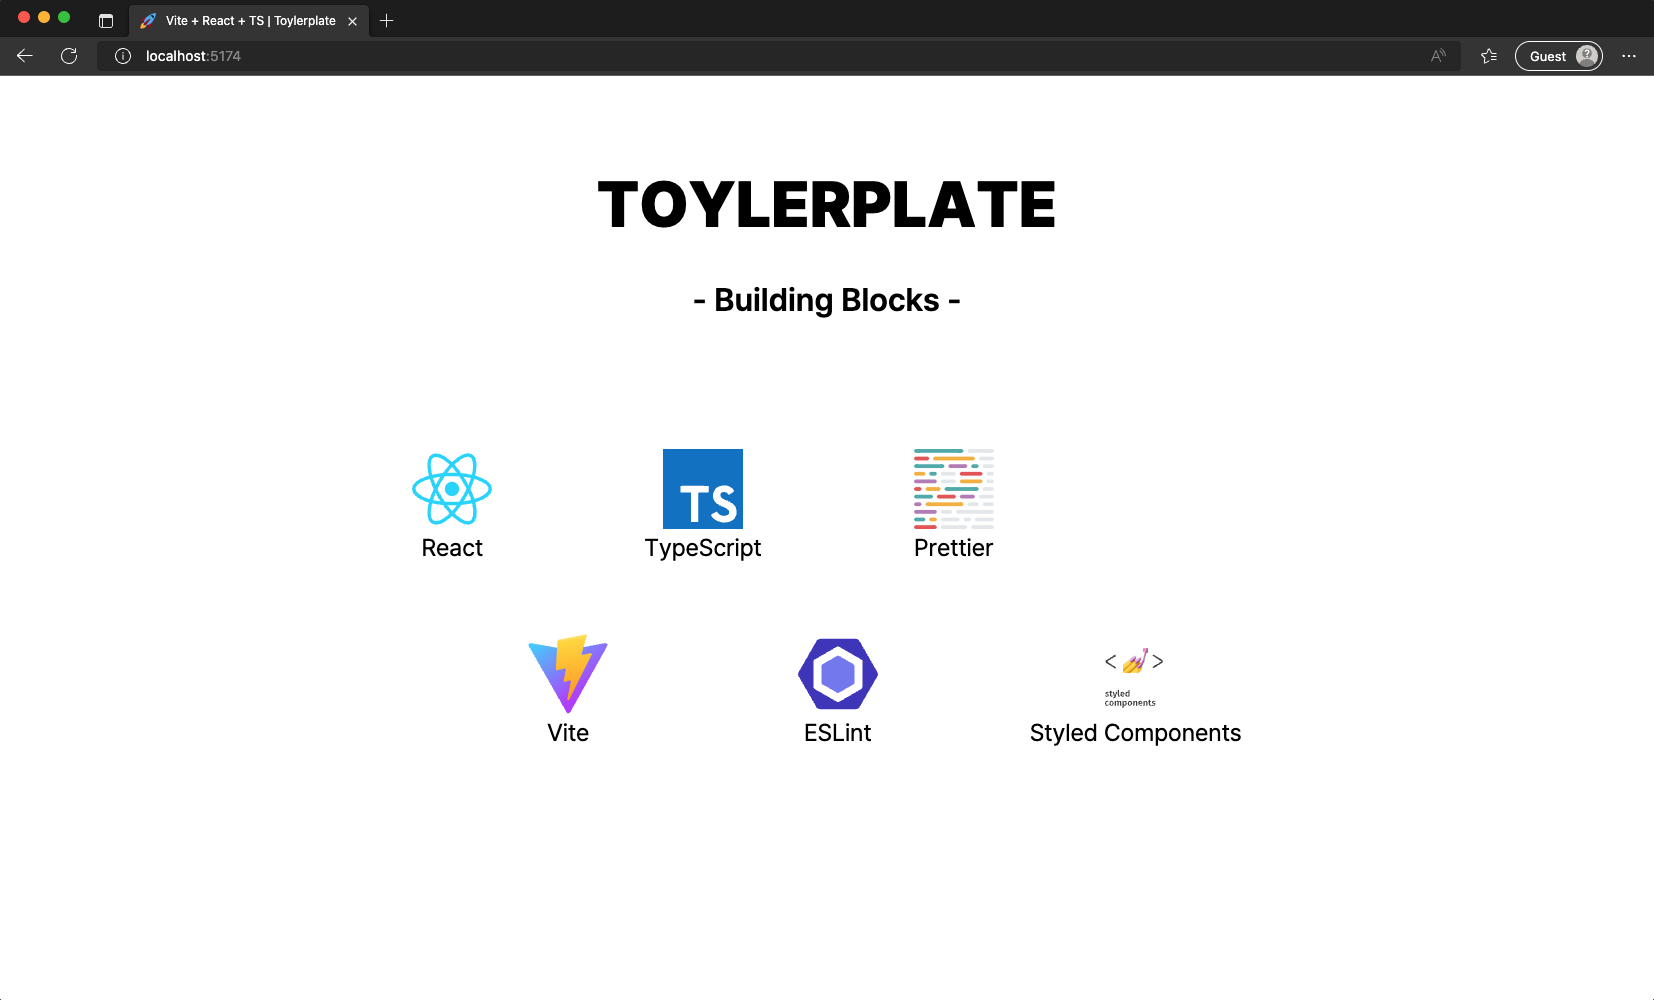 Vite + React + TS | Toylerplate
localhost:5174
Guest
TOYLERPLATE
- Building Blocks -
TS
React
TypeScript
Prettier
< >
styled
components
Vite
ESLint
Styled Components